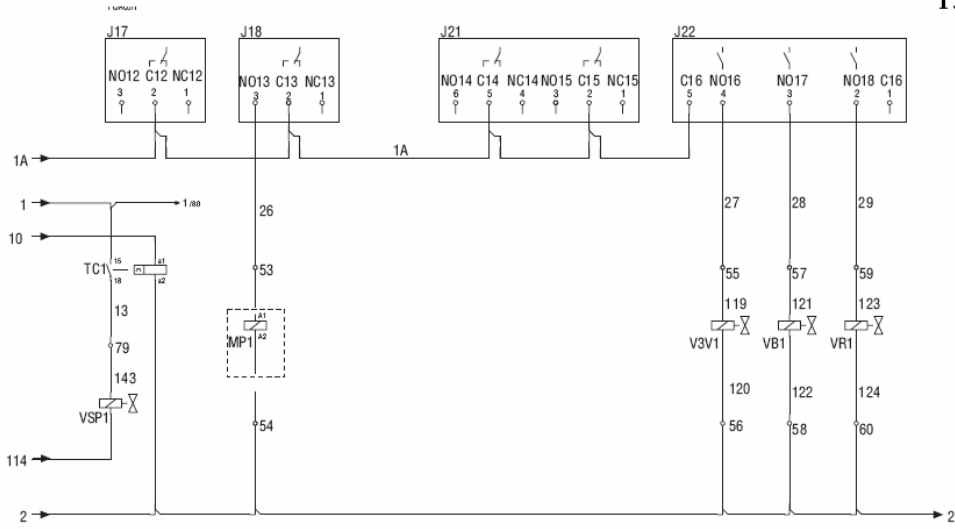 J17 J18 J21 J22
NO12 C12 NC12 NO13 C13 NC13 NO14 C14 NC14 NO15 C15 NC15 C16 NO16 NO17 NO18 C16
3 2 1 3 2 1 6 5 4 3 2 1 5 4 3 2 1
1A 1A
1 1 /8.0
26 27 28 29
10
TC1 15 18 a1 a2 53 55 57 59
13 119 121 123
MP1 A1 A2 V3V1 VB1 VR1
79
143 120 122 124
VSP1
54 56 58 60
114
2 2